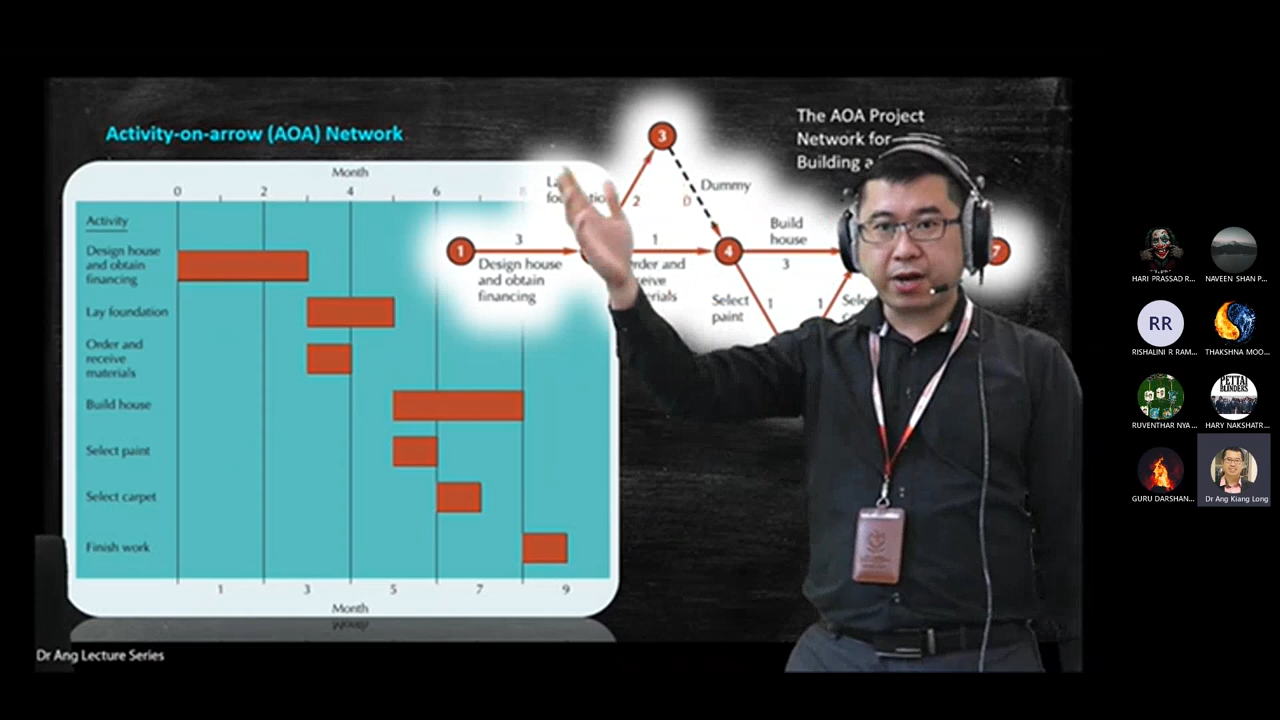 Activity-on-arrow (AOA) Network
The AOA Project
Network for
Building a
Month
0 2 4 6 8
Activity
Design house
and obtain
financing
Lay foundation
Order and
receive
materials
Build house
Select paint
Select carpet
Finish work
1 3 5 7 9
Month
3
2
Dummy
0
1
3
Design house
and obtain
financing
1
4
Build
house
3
7
Select
paint
1
1
Dr Ang Lecture Series
HARI PRASSAD R...
NAVEEN SHAN P...
RR
RISHALINI R RAM...
THAKSHNA MOO...
RUVENTHAR NYA ...
PETTAI
BLINDERS
HARY NAKSHATR...
GURU DARSHAN...
Dr Ang Kiang Long